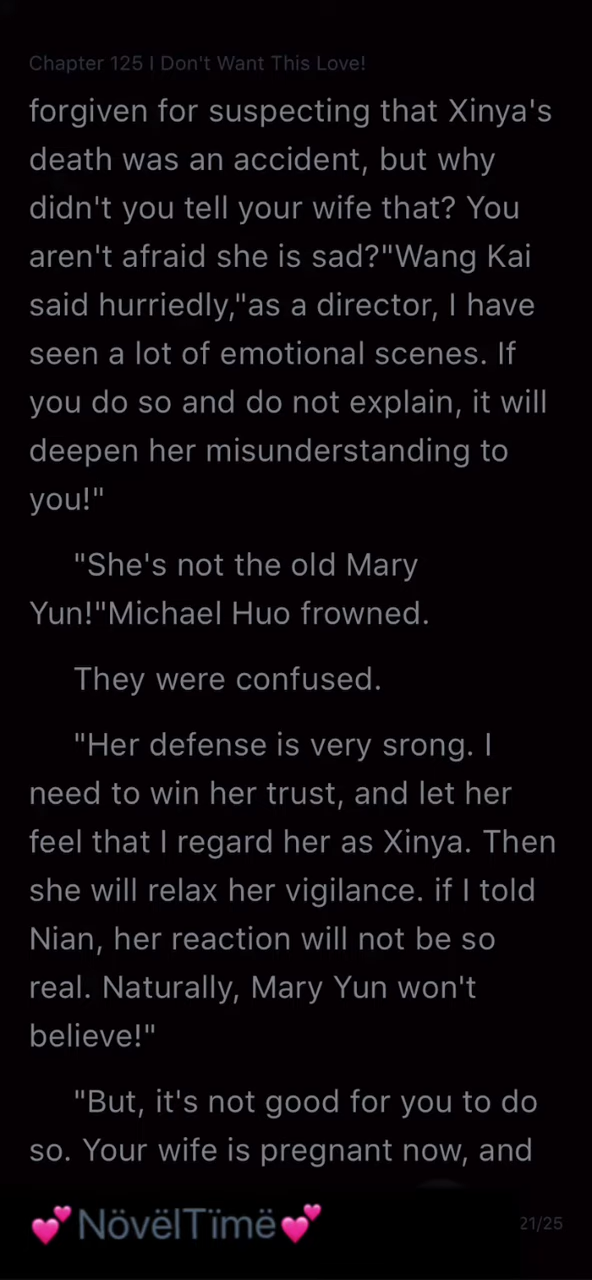 Chapter 125 I Don't Want This Love!
forgiven for suspecting that Xinya's
death was an accident, but why
didn't you tell your wife that? You
aren't afraid she is sad?"Wang Kai
said hurriedly,"as a director, I have
seen a lot of emotional scenes. If
you do so and do not explain, it will
deepen her misunderstanding to
you!"
"She's not the old Mary
Yun!"Michael Huo frowned.
They were confused.
"Her defense is very srong. I
need to win her trust, and let her
feel that I regard her as Xinya. Then
she will relax her vigilance. if I told
Nian, her reaction will not be so
real. Naturally, Mary Yun won't
believe!"
"But, it's not good for you to do
so. Your wife is pregnant now, and
💕NövëlTïmë💕 21/25